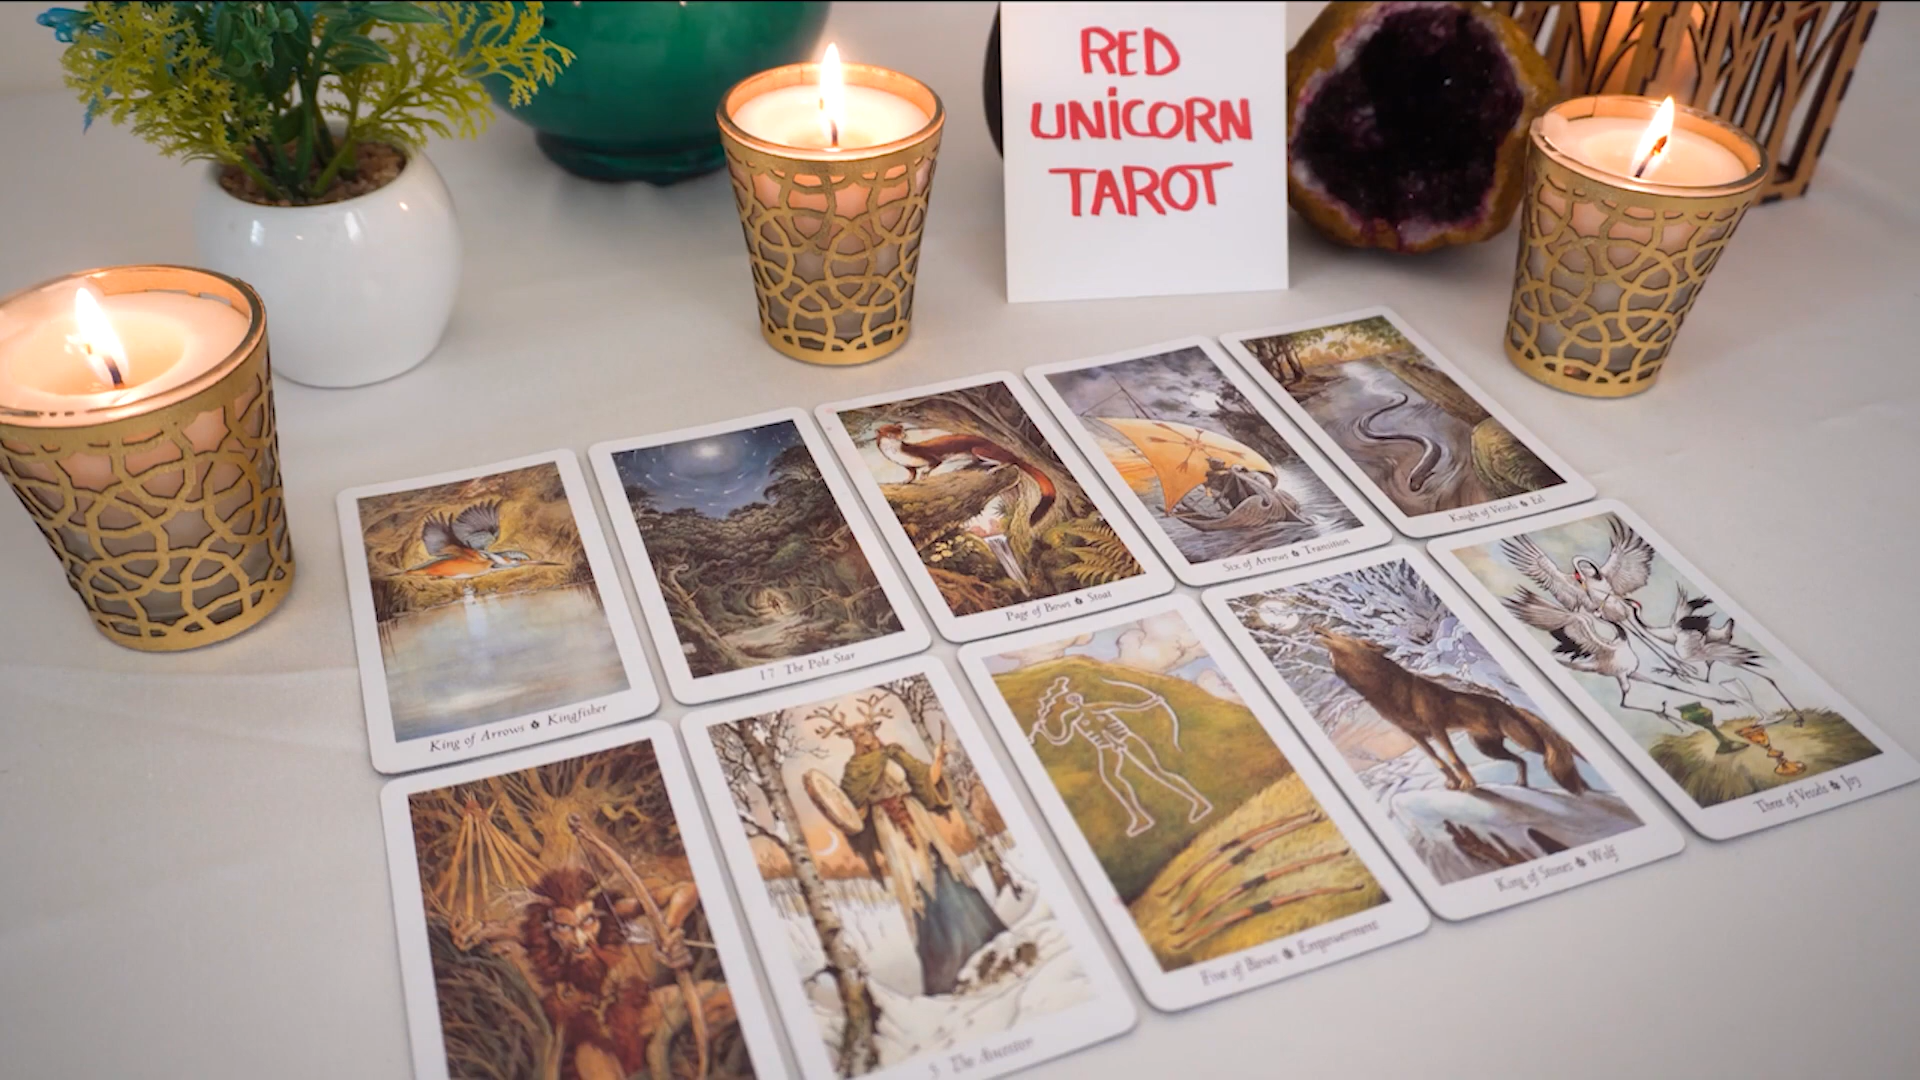 RED
UNICORN
TAROT
Six of Arrows Transition
Knight of Vessels Eel
Page of Bows Stoat
17 The Pole Star
King of Arrows Kingfisher
Three of Vessels Joy
King of Stones Wolf
Five of Bows Empowerment
5 The Ancestor